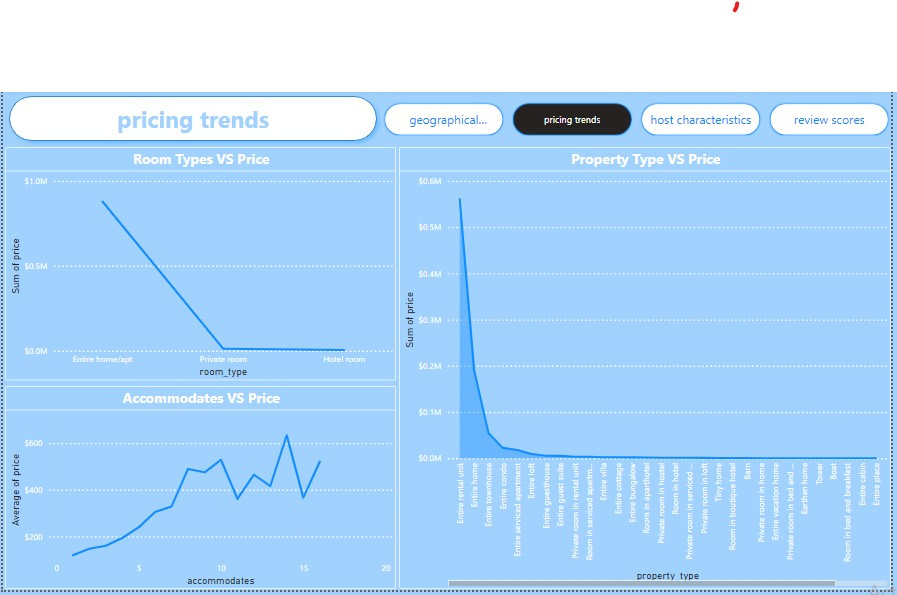 pricing trends
geographical...
pricing trends
host characteristics
review scores
Room Types VS Price
$1.0M
$0.5M
$0.0M
Sum of price
Entire home/apt
Private room
Hotel room
room_type
Accommodates VS Price
$600
$400
$200
Average of price
0
5
10
15
20
accommodates
Property Type VS Price
$0.6M
$0.5M
$0.4M
$0.3M
$0.2M
$0.1M
$0.0M
Sum of price
Entire rental unit
Entire home
Entire townhouse
Entire condo
Entire serviced apartment
Entire loft
Entire guesthouse
Entire guest suite
Private room in rental unit
Room in serviced apartm...
Entire villa
Entire cottage
Entire bungalow
Room in aparthotel
Private room in hostel
Room in hotel
Private room in serviced ...
Private room in loft
Tiny home
Room in boutique hotel
Barn
Private room in home
Entire vacation home
Private room in bed and ...
Earthen home
Tower
Boat
Room in bed and breakfast
Entire cabin
Entire place
property_type